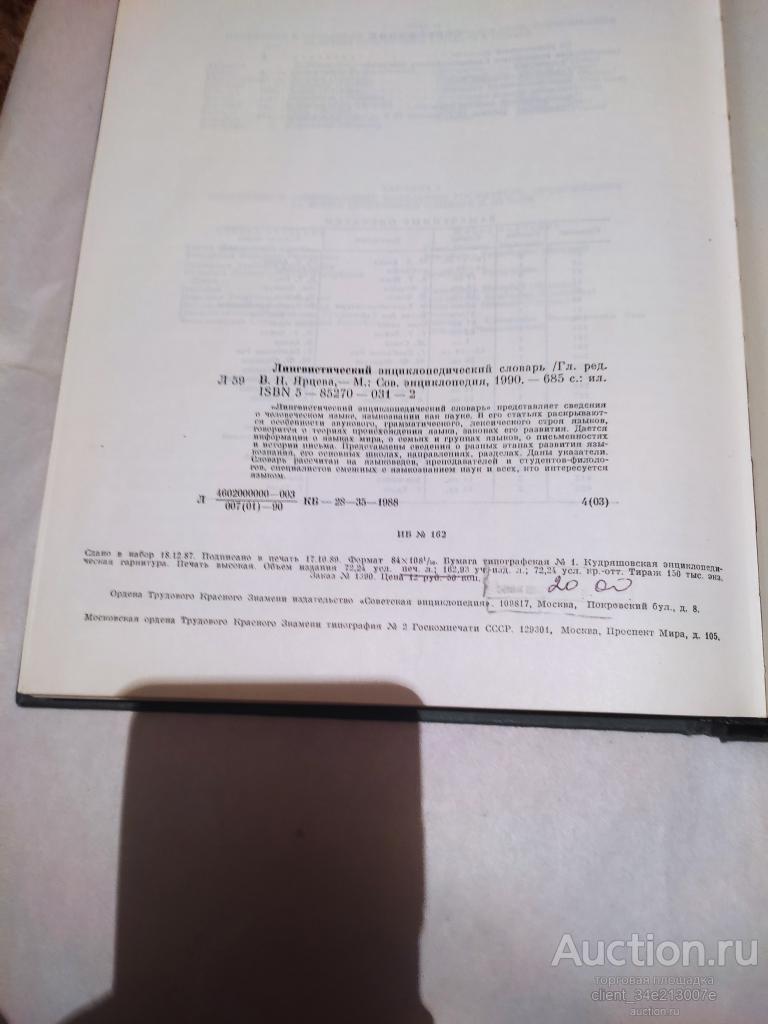 Лингвистический энциклопедический словарь /Гл. ред.
Л 59 В. Н. Ярцева,— М.: Сов. энциклопедия, 1990. — 685 с.: ил.
ISBN 5 — 85270 — 031 — 2
«Лингвистический энциклопедический словарь» представляет сведения
о человеческом языке, языкознании как науке. В его статьях раскрывают-
ся особенности звукового, грамматического, лексического строя языков,
говорится о теориях происхождения языка, законах его развития. Дается
информация о языках мира, о семьях и группах языков, о письменностях
и истории письма. Представлены сведения о разных этапах развития язы-
кознания, его основных школах, направлениях, разделах. Даны указатели.
Словарь рассчитан на языковедов, преподавателей и студентов-филоло-
гов, специалистов смежных с языкознанием наук и всех, кто интересуется
языком.
Л 4602000000—003
007(01)—90 КБ — 28—35—1988 4(03)
ИБ № 162
Сдано в набор 18.12.87. Подписано в печать 17.10.89. Формат 84×108¹/₁₆. Бумага типографская № 1. Кудряшовская энциклопеди-
ческая гарнитура. Печать высокая. Объем издания 72,24 усл. печ. л.; 162,93 уч.-изд. л.; 72,24 усл. кр.-отт. Тираж 150 тыс. экз.
Заказ № 1390. Цена 12 руб. 50 коп. 20 00
Ордена Трудового Красного Знамени издательство «Советская энциклопедия». 109817, Москва, Покровский бул., д. 8.
Московская ордена Трудового Красного Знамени типография № 2 Госкомпечати СССР. 129301, Москва, Проспект Мира, д. 105.
Auction.ru
торговая площадка
client_34e213007e
auction.ru